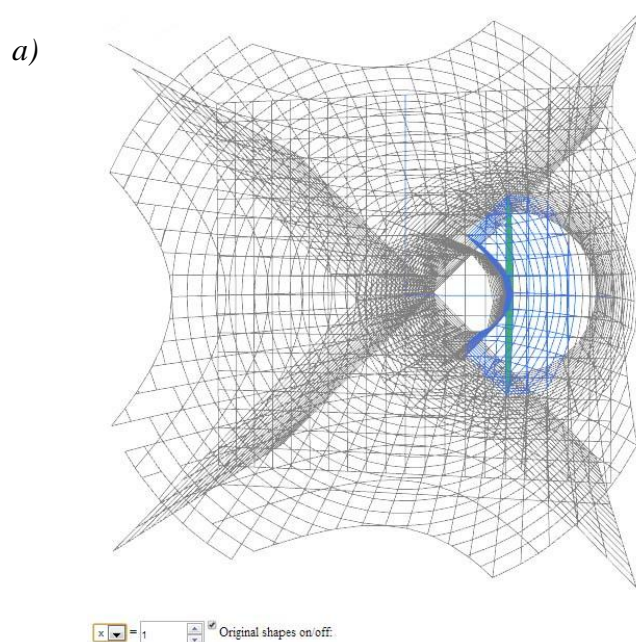 a)
x = 1 Original shapes on/off: